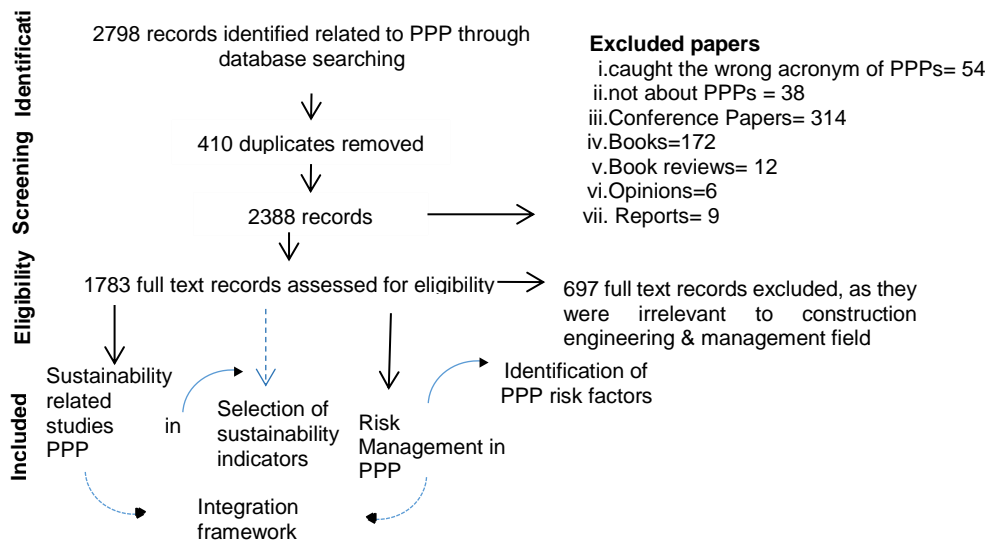 Identificati
2798 records identified related to PPP through
database searching
Excluded papers
i.caught the wrong acronym of PPPs= 54
ii.not about PPPs = 38
iii.Conference Papers= 314
iv.Books=172
v.Book reviews= 12
vi.Opinions=6
vii. Reports= 9
Screening
410 duplicates removed
2388 records
Eligibility
1783 full text records assessed for eligibility
697 full text records excluded, as they
were irrelevant to construction
engineering & management field
Included
Sustainability
related
studies in
PPP
Selection of
sustainability
indicators
Risk
Management in
PPP
Identification of
PPP risk factors
Integration
framework